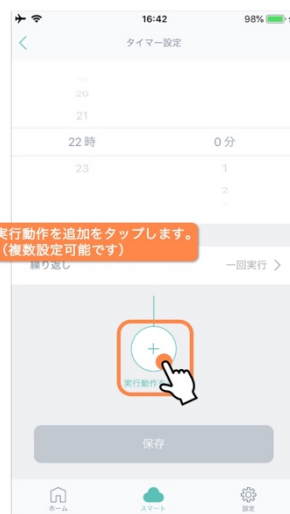 16:42
98%
タイマー設定
20
21
22時 0分
23 1
2
実行動作を追加をタップします。
（複数設定可能です）
繰り返し 一回実行
実行動作を
保存
ホーム スマート 設定